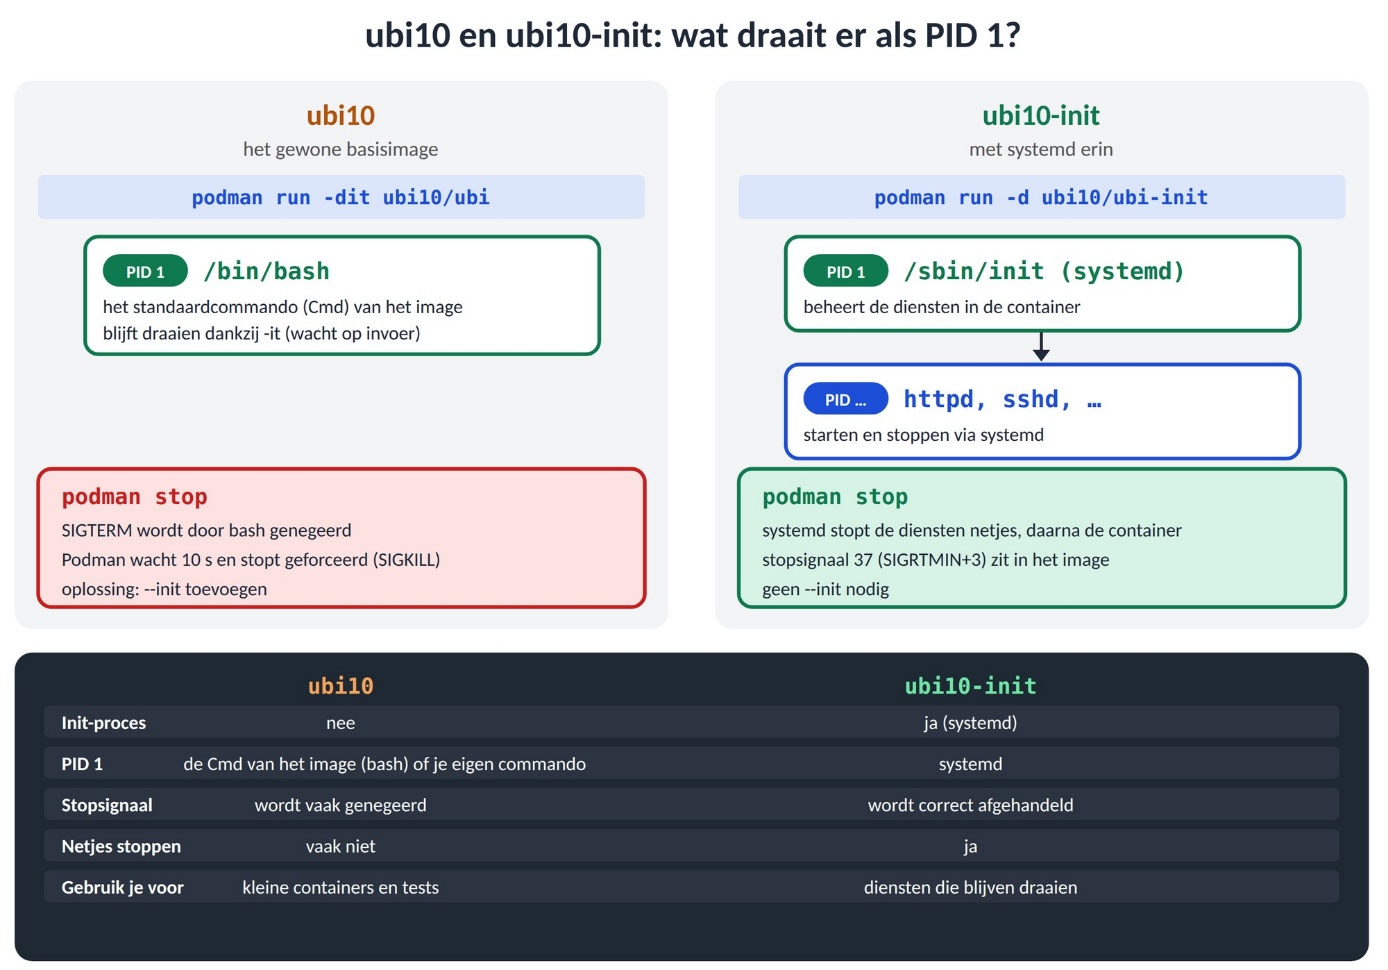 ubi10 en ubi10-init: wat draait er als PID 1?
ubi10
het gewone basisimage
podman run -dit ubi10/ubi
PID 1 /bin/bash
het standaardcommando (Cmd) van het image
blijft draaien dankzij -it (wacht op invoer)
podman stop
SIGTERM wordt door bash genegeerd
Podman wacht 10 s en stopt geforceerd (SIGKILL)
oplossing: --init toevoegen
ubi10-init
met systemd erin
podman run -d ubi10/ubi-init
PID 1 /sbin/init (systemd)
beheert de diensten in de container
PID ... httpd, sshd, …
starten en stoppen via systemd
podman stop
systemd stopt de diensten netjes, daarna de container
stopsignaal 37 (SIGRTMIN+3) zit in het image
geen --init nodig
ubi10 ubi10-init
Init-proces nee ja (systemd)
PID 1 de Cmd van het image (bash) of je eigen commando systemd
Stopsignaal wordt vaak genegeerd wordt correct afgehandeld
Netjes stoppen vaak niet ja
Gebruik je voor kleine containers en tests diensten die blijven draaien